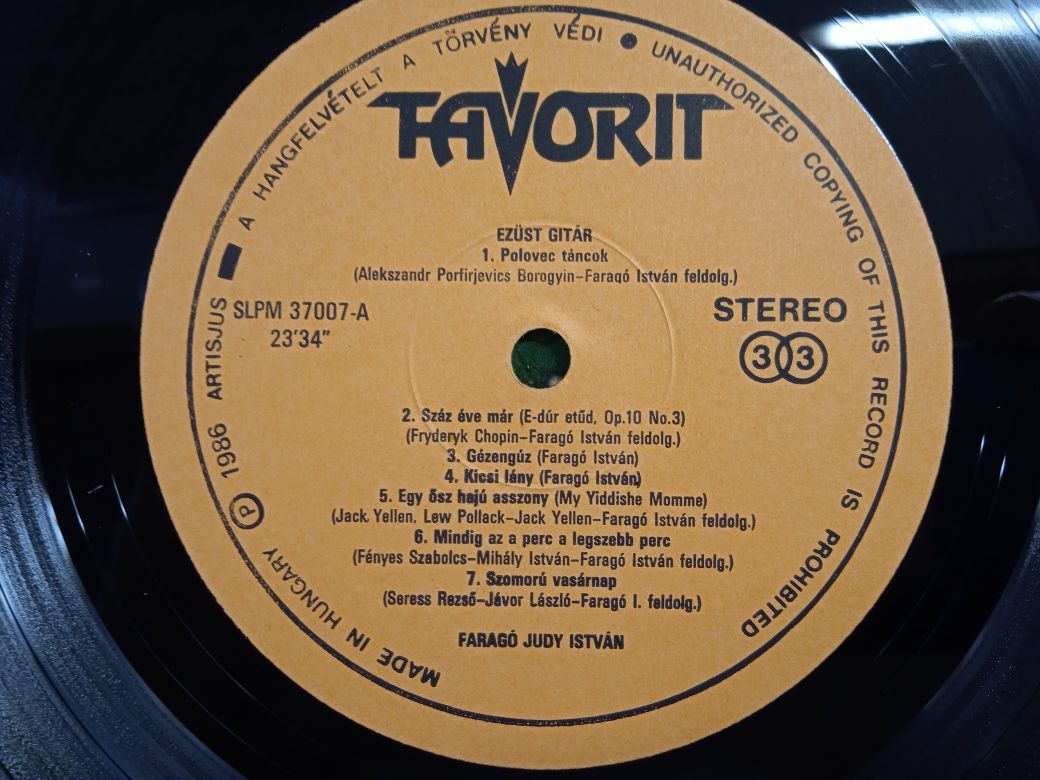 A HANGFELVÉTELT A TÖRVÉNY VÉDI • UNAUTHORIZED COPYING OF THIS RECORD IS PROHIBITED
FAVORIT
EZÜST GITÁR
1. Polovec táncok
(Alekszandr Porfirjevics Borogyin-Faragó István feldolg.)
SLPM 37007-A
23'34"
STEREO
33
2. Száz éve már (E-dúr etűd, Op.10 No.3)
(Fryderyk Chopin-Faragó István feldolg.)
3. Gézengúz (Faragó István)
4. Kicsi lány (Faragó István)
5. Egy ősz hajú asszony (My Yiddishe Momme)
(Jack Yellen, Lew Pollack-Jack Yellen-Faragó István feldolg.)
6. Mindig az a perc a legszebb perc
(Fényes Szabolcs-Mihály István-Faragó István feldolg.)
7. Szomorú vasárnap
(Seress Rezső-Jávor László-Faragó I. feldolg.)
FARAGÓ JUDY ISTVÁN
MADE IN HUNGARY Ⓟ 1986 ARTISJUS